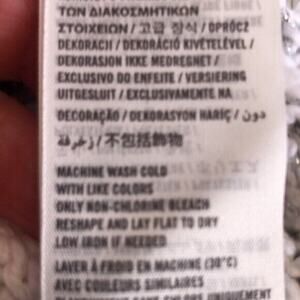 ΤΩΝ ΔΙΑΚΟΣΜΗΤΙΚΩΝ
ΣΤΟΙΧΕΙΩΝ / 고급 장식 / OPRÓCZ
DEKORACJI / DEKORÁCIÓ KIVÉTELÉVEL /
DEKORASJON IKKE MEDREGNET /
EXCLUSIVO DO ENFEITE / VERSIERING
UITGESLUIT / EXCLUSIVAMENTE NA
DECORAÇÃO / DEKORASYON HARİÇ / دون
زخرفة / 不包括飾物
MACHINE WASH COLD
WITH LIKE COLORS
ONLY NON-CHLORINE BLEACH
RESHAPE AND LAY FLAT TO DRY
LOW IRON IF NEEDED
LAVER À FROID EN MACHINE (30°C)
AVEC COULEURS SIMILAIRES